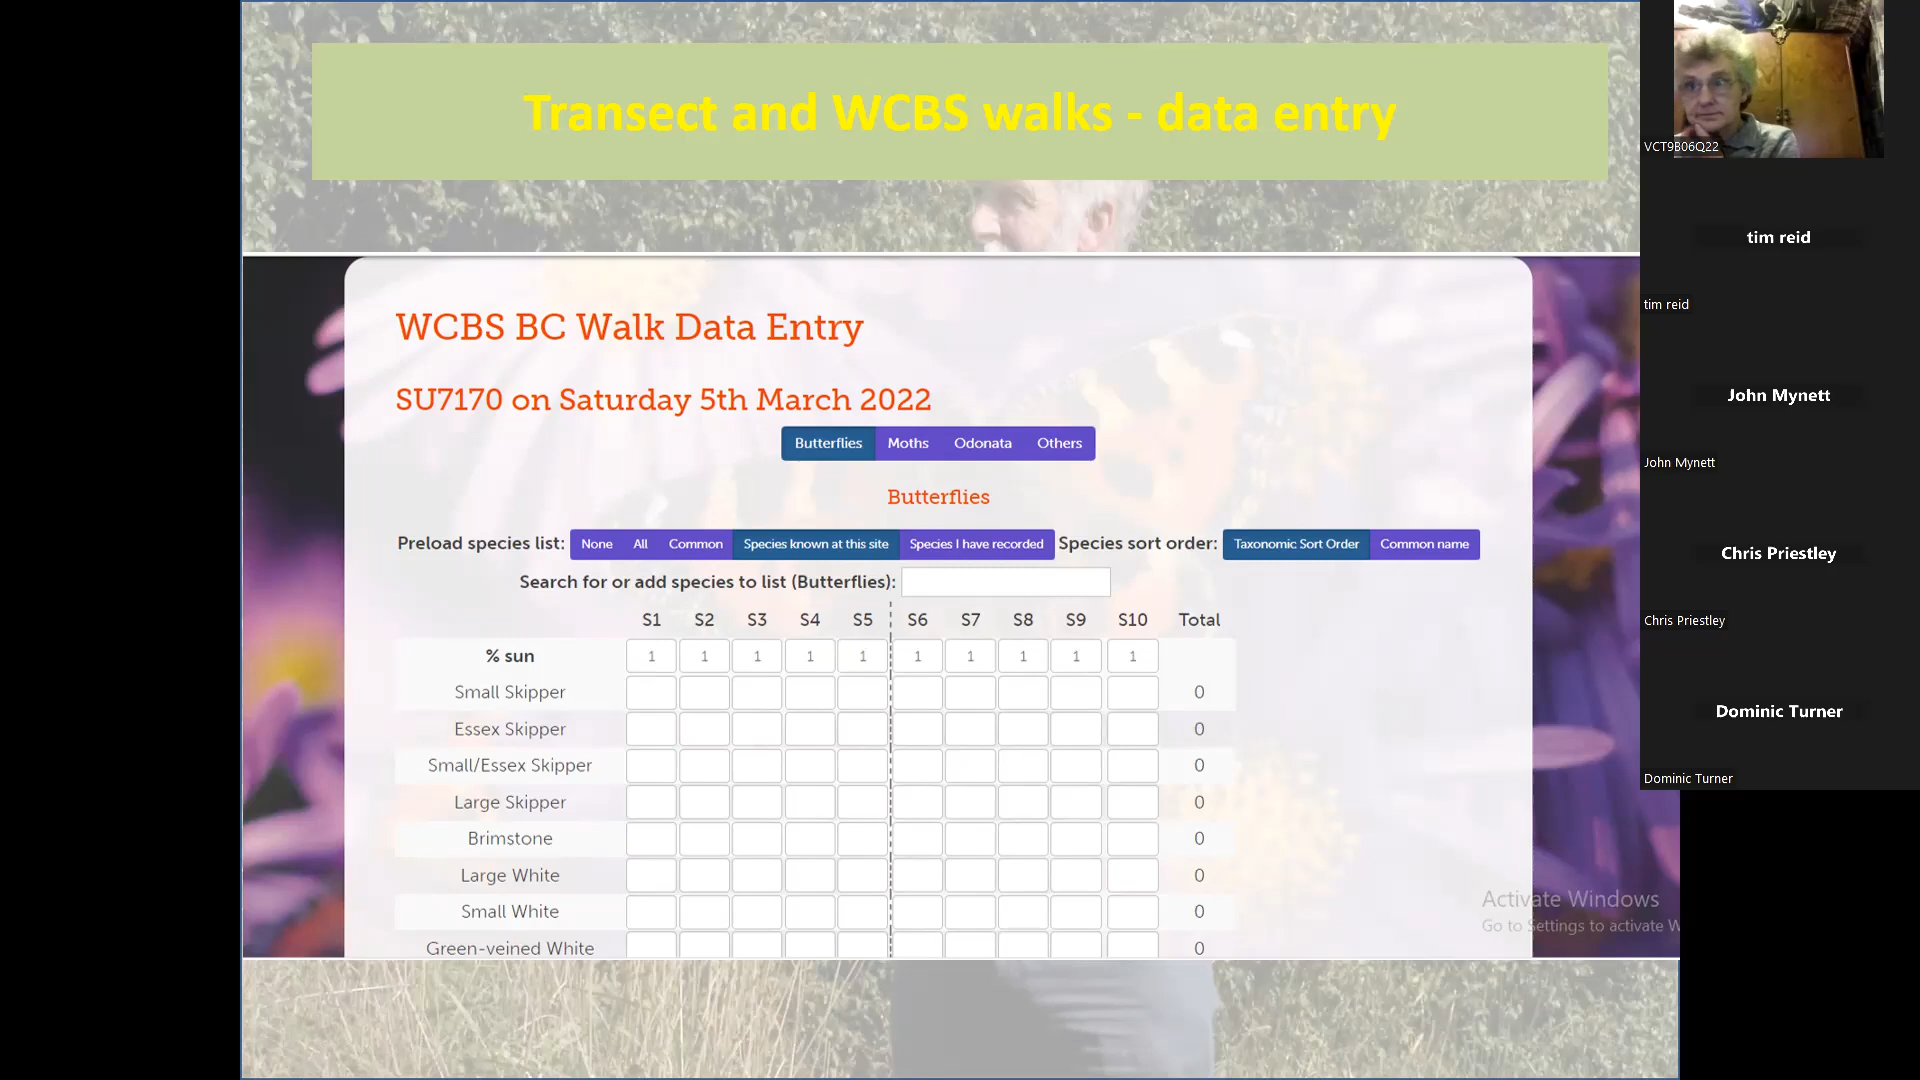 Transect and WCBS walks - data entry
WCBS BC Walk Data Entry
SU7170 on Saturday 5th March 2022
Butterflies Moths Odonata Others
Butterflies
Preload species list: None All Common Species known at this site Species I have recorded Species sort order: Taxonomic Sort Order Common name
Search for or add species to list (Butterflies):
S1 S2 S3 S4 S5 S6 S7 S8 S9 S10 Total
% sun 1 1 1 1 1 1 1 1 1 1
Small Skipper 0
Essex Skipper 0
Small/Essex Skipper 0
Large Skipper 0
Brimstone 0
Large White 0
Small White 0
Green-veined White 0
Activate Windows
Go to Settings to activate W
VCT9B06Q22
tim reid
tim reid
John Mynett
John Mynett
Chris Priestley
Chris Priestley
Dominic Turner
Dominic Turner